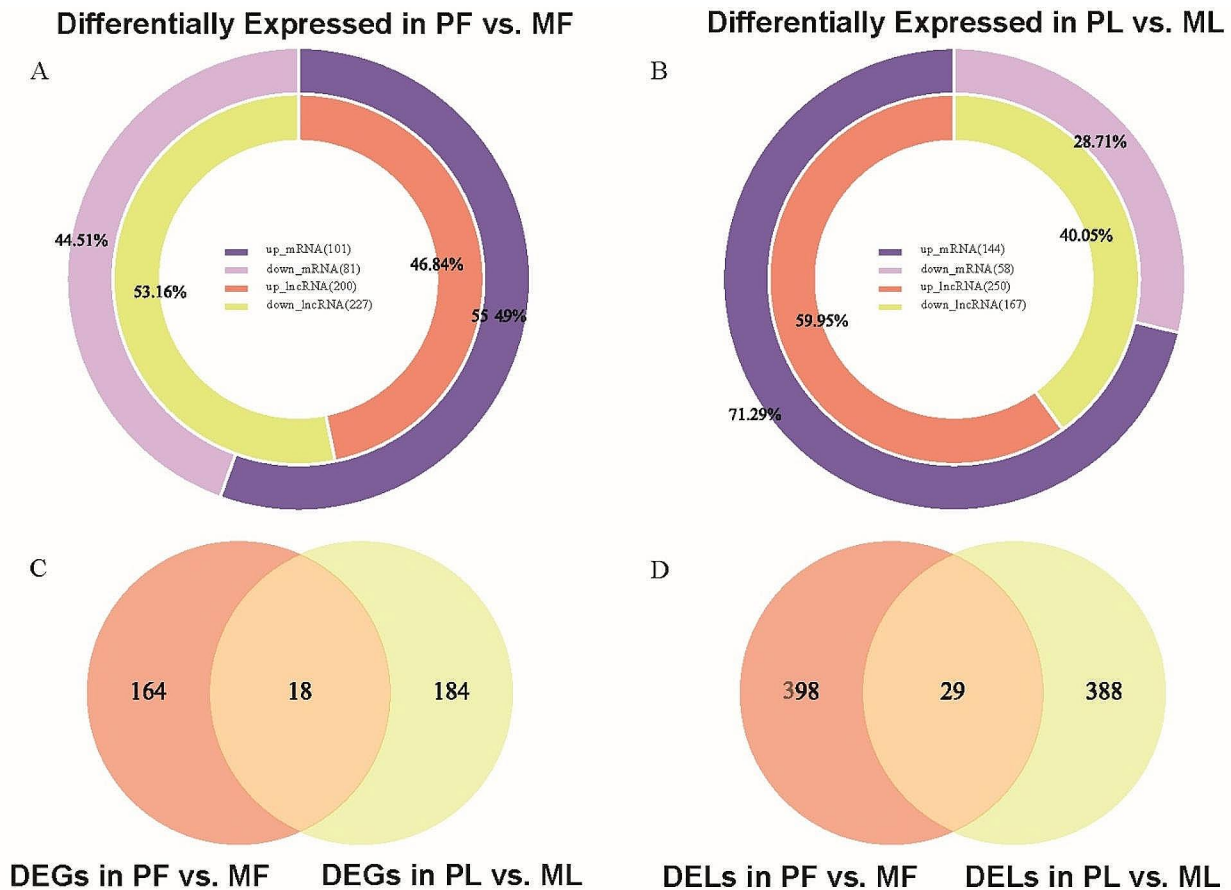 Differentially Expressed in PF vs. MF
A
44.51%
53.16%
up_mRNA(101)
down_mRNA(81)
up_lncRNA(200)
down_lncRNA(227)
46.84%
55 49%
Differentially Expressed in PL vs. ML
B
28.71%
40.05%
up_mRNA(144)
down_mRNA(58)
up_lncRNA(250)
down_lncRNA(167)
59.95%
71.29%
C
164
18
184
DEGs in PF vs. MF
DEGs in PL vs. ML
D
398
29
388
DELs in PF vs. MF
DELs in PL vs. ML